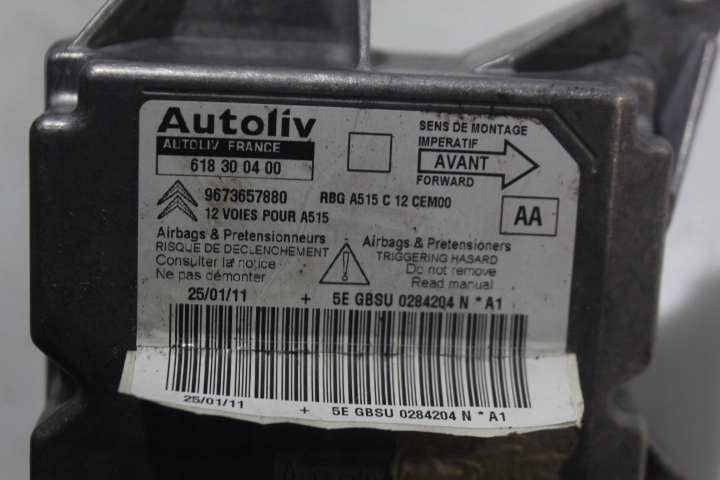 Autoliv
AUTOLIV FRANCE
618 30 04 00
SENS DE MONTAGE
IMPERATIF
AVANT
FORWARD
9673657880 RBG A515 C 12 CEM00
12 VOIES POUR A515
AA
Airbags & Pretensionneurs
RISQUE DE DECLENCHEMENT
Consulter la notice
Ne pas démonter
Airbags & Pretensioners
TRIGGERING HASARD
Do not remove
Read manual
25/01/11 + 5E GBSU 0284204 N * A1
25/01/11 + 5E GBSU 0284204 N * A1